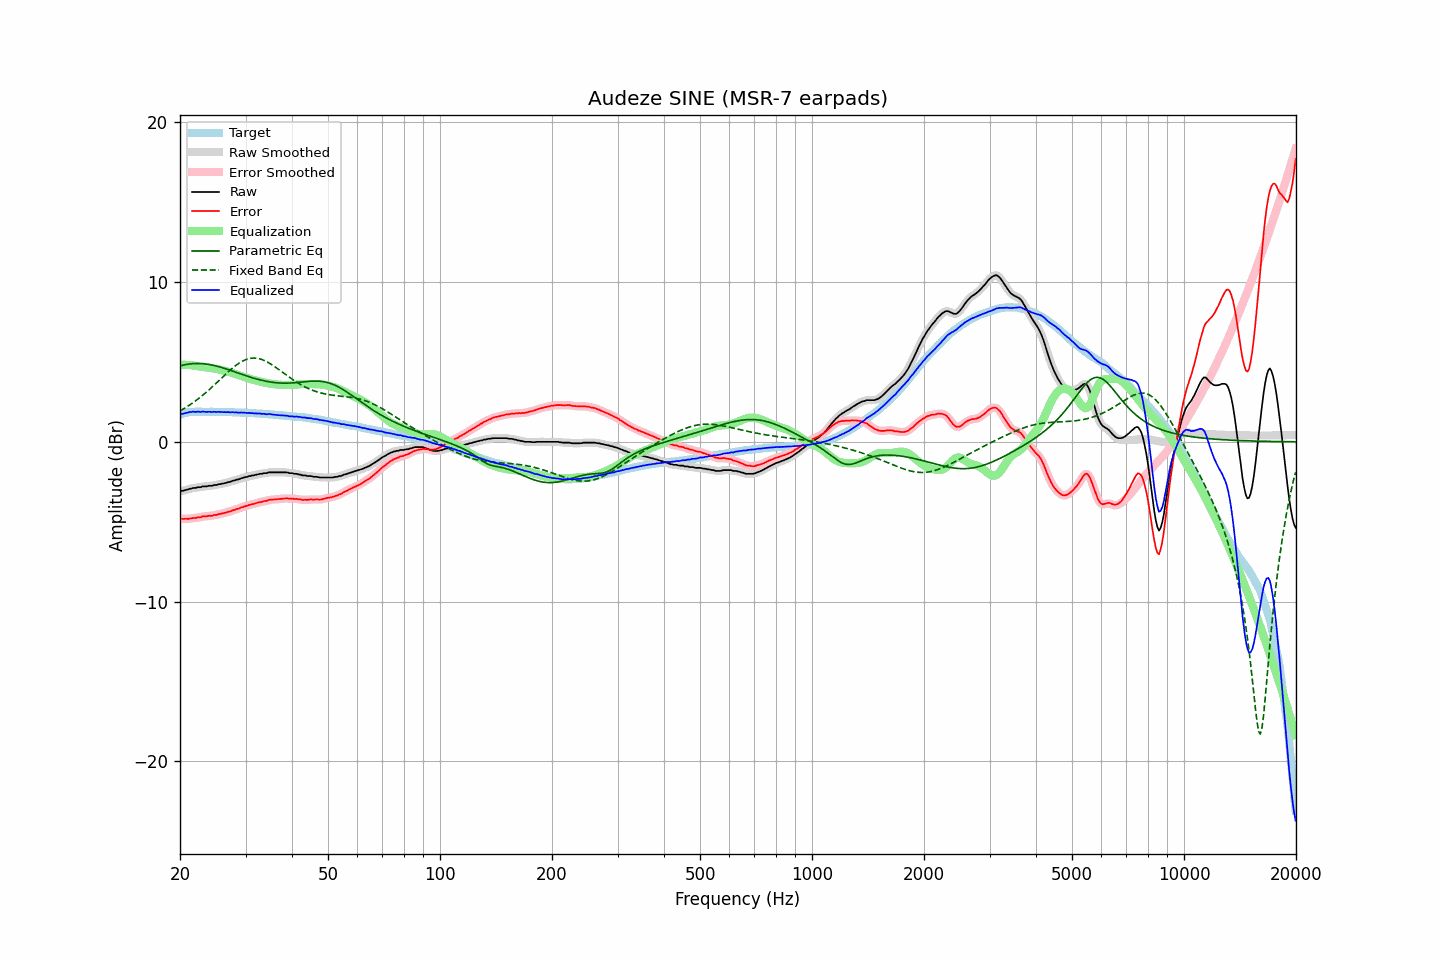 Audeze SINE (MSR-7 earpads)
Target
Raw Smoothed
Error Smoothed
Raw
Error
Equalization
Parametric Eq
Fixed Band Eq
Equalized
20
10
0
−10
−20
Amplitude (dBr)
20 50 100 200 500 1000 2000 5000 10000 20000
Frequency (Hz)